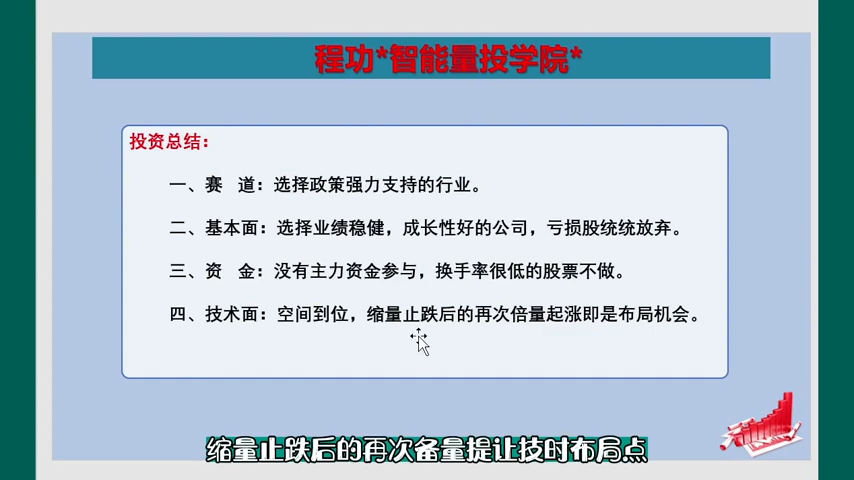 程功*智能量投学院*
投资总结：
一、赛 道：选择政策强力支持的行业。
二、基本面：选择业绩稳健，成长性好的公司，亏损股统统放弃。
三、资 金：没有主力资金参与，换手率很低的股票不做。
四、技术面：空间到位，缩量止跌后的再次倍量起涨即是布局机会。
缩量止跌后的再次备量提让技时布局点